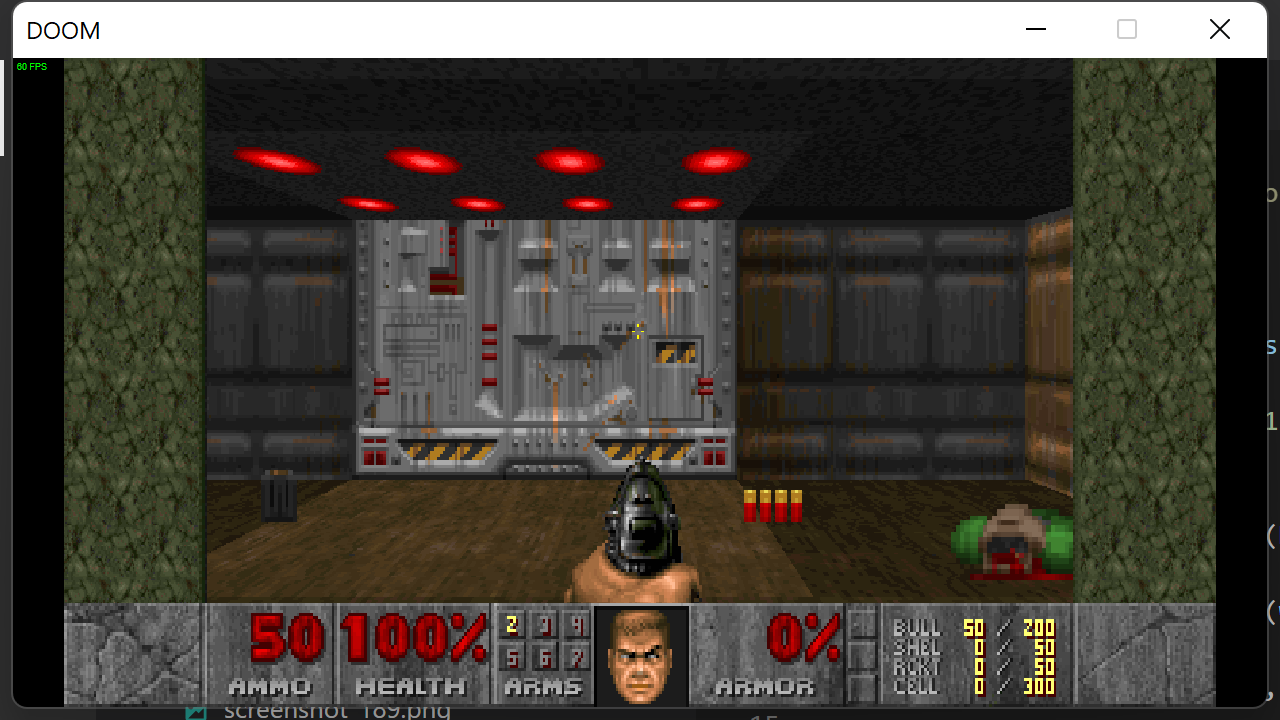 DOOM
60 FPS
50 100% 2 3 4 0% BULL 50 / 200
SHEL 0 / 50
5 6 7 RCKT 0 / 50
AMMO HEALTH ARMS ARMOR CELL 0 / 300
screenshot_189.png
15